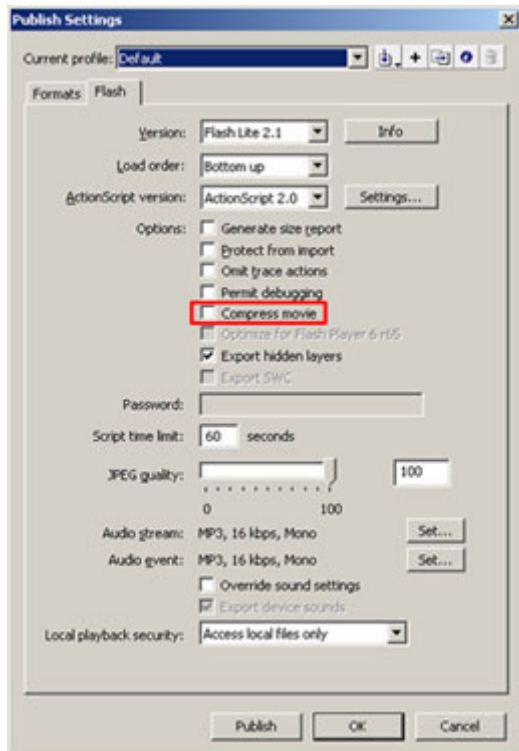 Publish Settings
Current profile: Default
Formats Flash
Version: Flash Lite 2.1 Info
Load order: Bottom up
ActionScript version: ActionScript 2.0 Settings...
Options: Generate size report
Protect from import
Omit trace actions
Permit debugging
Compress movie
Optimize for Flash Player 6 r65
Export hidden layers
Export SWC
Password:
Script time limit: 60 seconds
JPEG quality: 100
0 100
Audio stream: MP3, 16 kbps, Mono Set...
Audio event: MP3, 16 kbps, Mono Set...
Override sound settings
Export device sounds
Local playback security: Access local files only
Publish OK Cancel